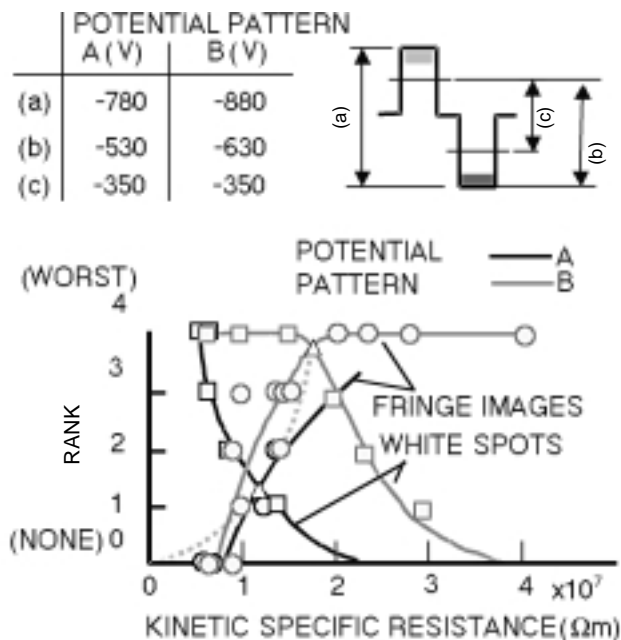 POTENTIAL PATTERN
A(V) B(V)
(a) -780 -880
(b) -530 -630
(c) -350 -350
(a)
(c)
(b)
POTENTIAL PATTERN
A
B
(WORST)
4
3
2
1
(NONE) 0
RANK
FRINGE IMAGES
WHITE SPOTS
0 1 2 3 4 x10⁷
KINETIC SPECIFIC RESISTANCE(Ωm)